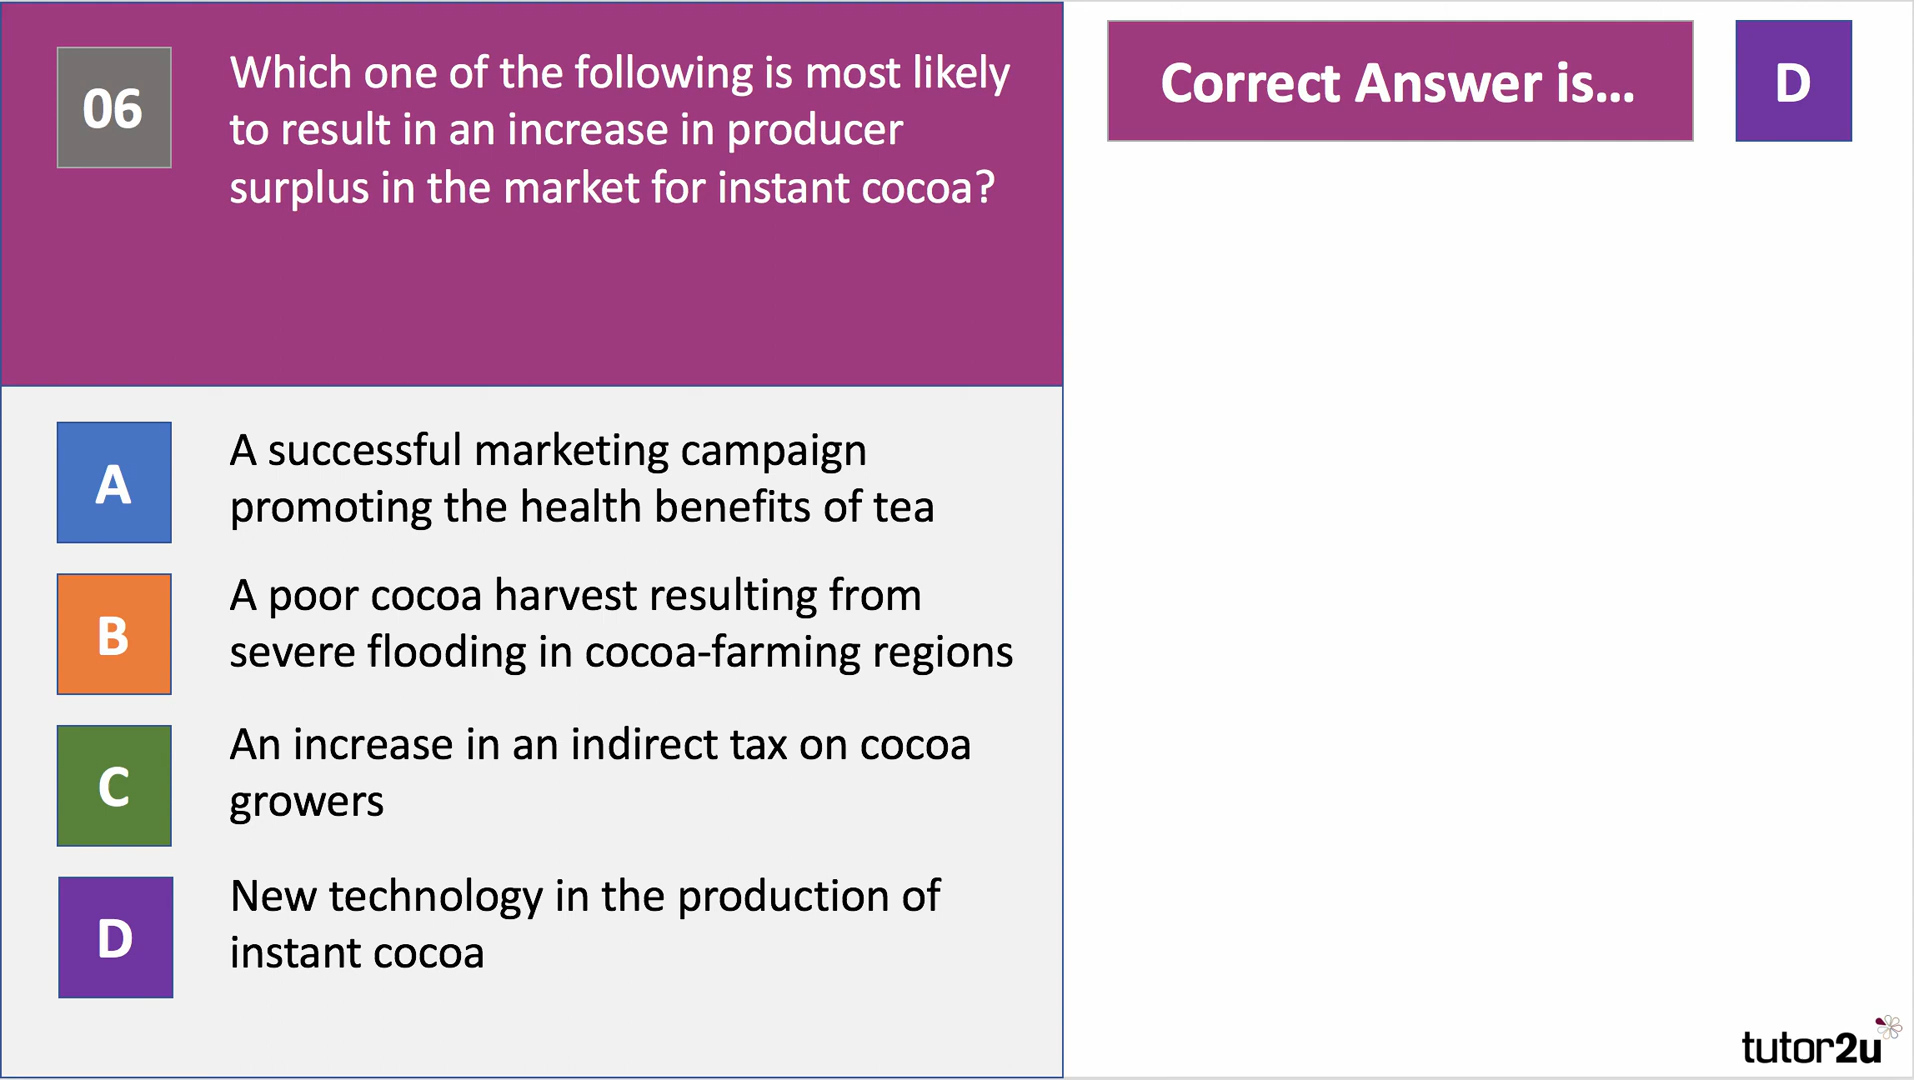 06
Which one of the following is most likely
to result in an increase in producer
surplus in the market for instant cocoa?
Correct Answer is...
D
A
A successful marketing campaign
promoting the health benefits of tea
B
A poor cocoa harvest resulting from
severe flooding in cocoa-farming regions
C
An increase in an indirect tax on cocoa
growers
D
New technology in the production of
instant cocoa
tutor2u